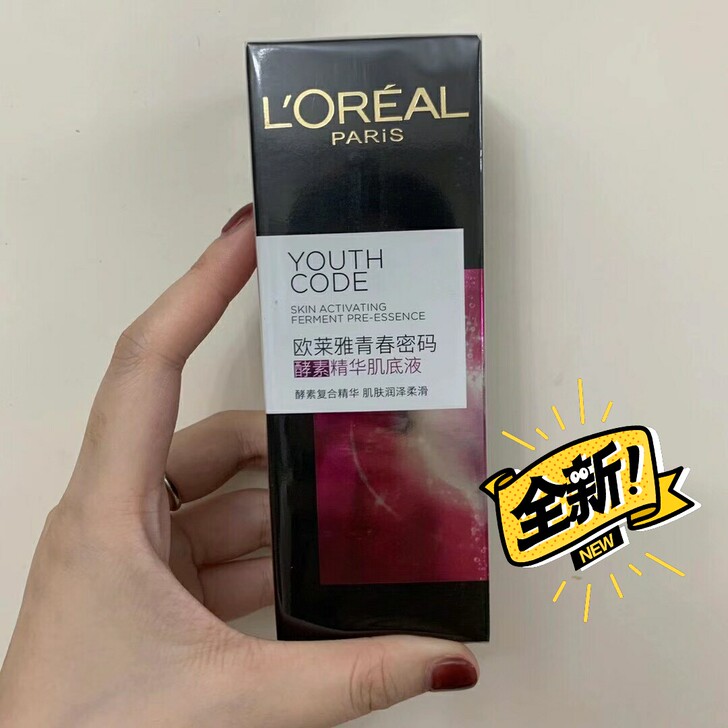 L'ORÉAL
PARiS
YOUTH
CODE
SKIN ACTIVATING
FERMENT PRE-ESSENCE
欧莱雅青春密码
酵素精华肌底液
酵素复合精华 肌肤润泽柔滑
全新!
NEW